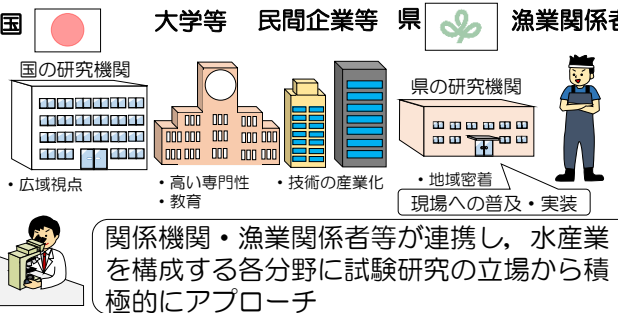 国 大学等 民間企業等 県 漁業関係者
国の研究機関
県の研究機関
・広域視点
・高い専門性
・教育
・技術の産業化
・地域密着
現場への普及・実装
関係機関・漁業関係者等が連携し，水産業
を構成する各分野に試験研究の立場から積
極的にアプローチ